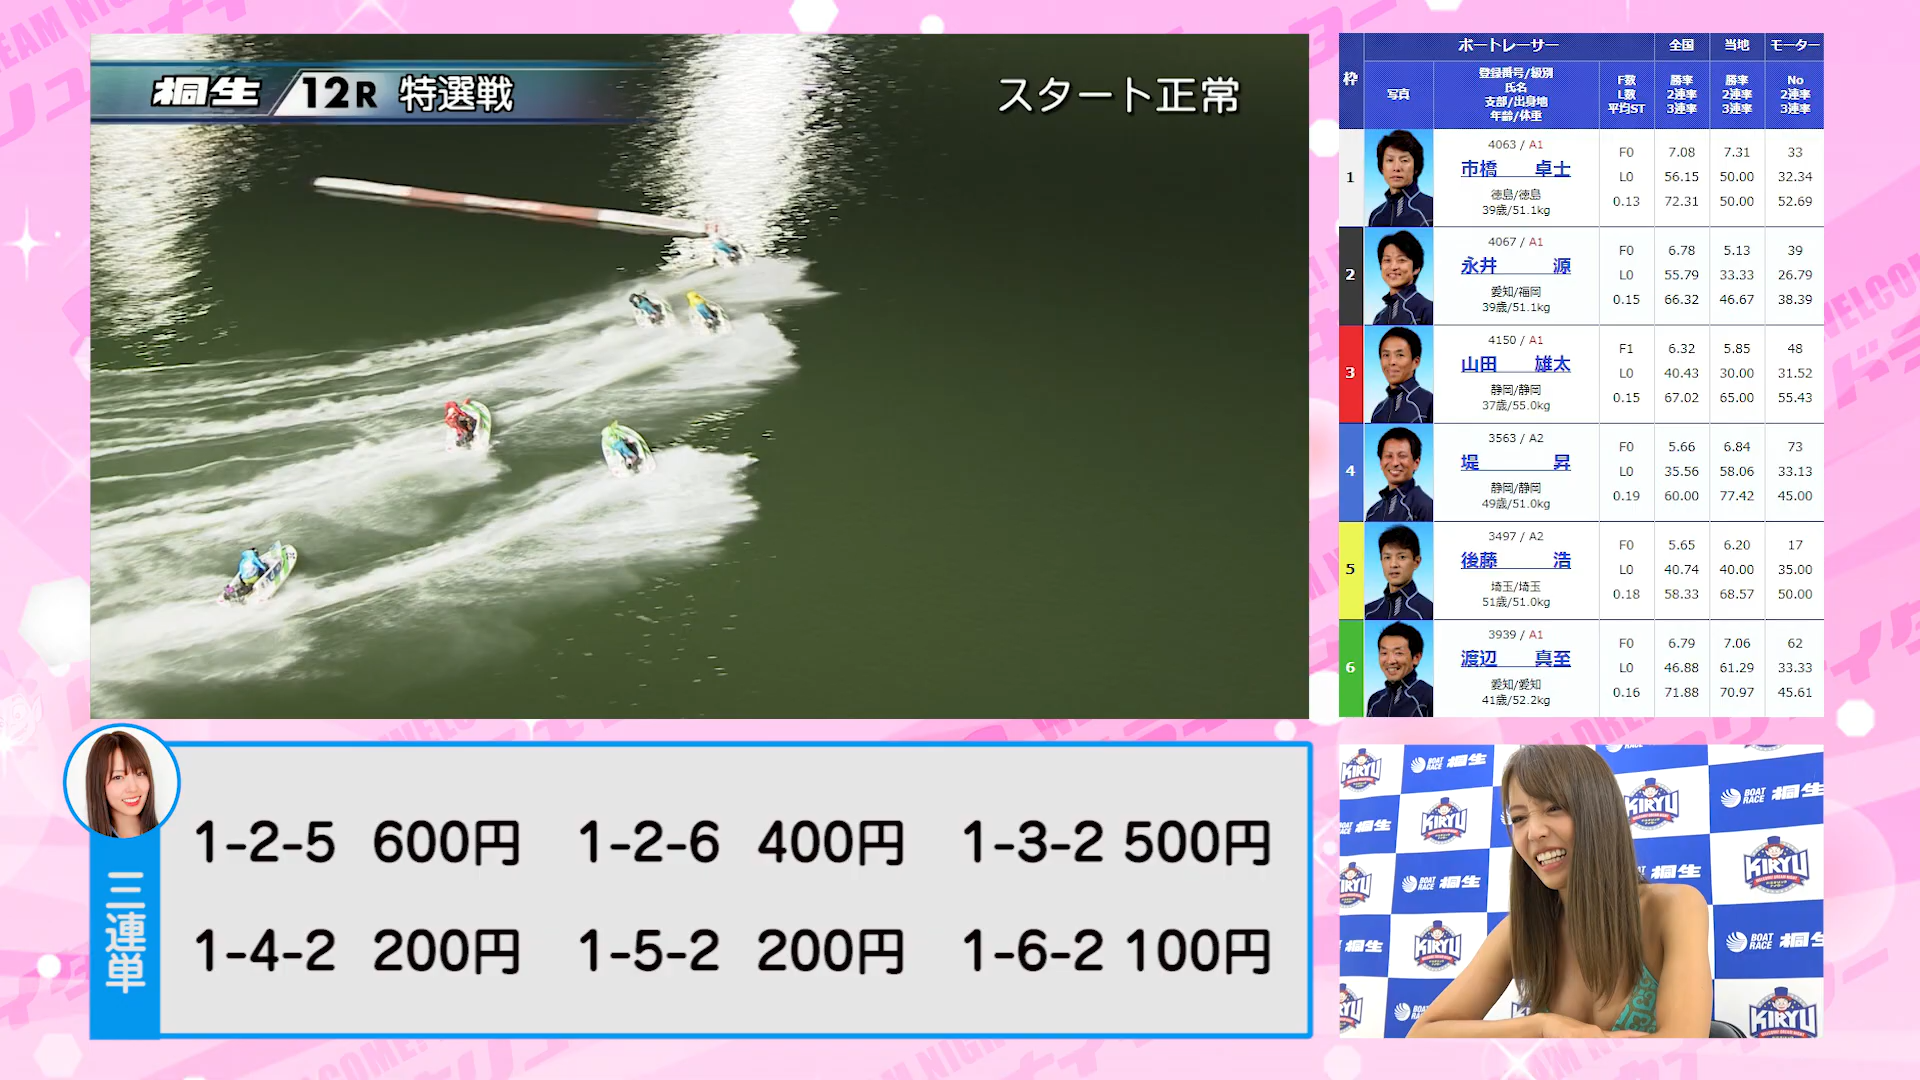 桐生 12R 特選戦
スタート正常
枠 ボートレーサー 全国 当地 モーター
写真 登録番号/級別 氏名 支部/出身地 年齢/体重 F数 L数 平均ST 勝率 2連率 3連率 勝率 2連率 3連率 No 2連率 3連率
1
4063 / A1
市橋 卓士
徳島/徳島
39歳/51.1kg
F0 7.08 7.31 33
L0 56.15 50.00 32.34
0.13 72.31 50.00 52.69
2
4067 / A1
永井 源
愛知/福岡
39歳/51.1kg
F0 6.78 5.13 39
L0 55.79 33.33 26.79
0.15 66.32 46.67 38.39
3
4150 / A1
山田 雄太
静岡/静岡
37歳/55.0kg
F1 6.32 5.85 48
L0 40.43 30.00 31.52
0.15 67.02 65.00 55.43
4
3563 / A2
堤 昇
静岡/静岡
49歳/51.0kg
F0 5.66 6.84 73
L0 35.56 58.06 33.13
0.19 60.00 77.42 45.00
5
3497 / A2
後藤 浩
埼玉/埼玉
51歳/51.0kg
F0 5.65 6.20 17
L0 40.74 40.00 35.00
0.18 58.33 68.57 50.00
6
3939 / A1
渡辺 真至
愛知/愛知
41歳/52.2kg
F0 6.79 7.06 62
L0 46.88 61.29 33.33
0.16 71.88 70.97 45.61
三連単
1-2-5 600円 1-2-6 400円 1-3-2 500円
1-4-2 200円 1-5-2 200円 1-6-2 100円
KIRYU
BOAT RACE 桐生